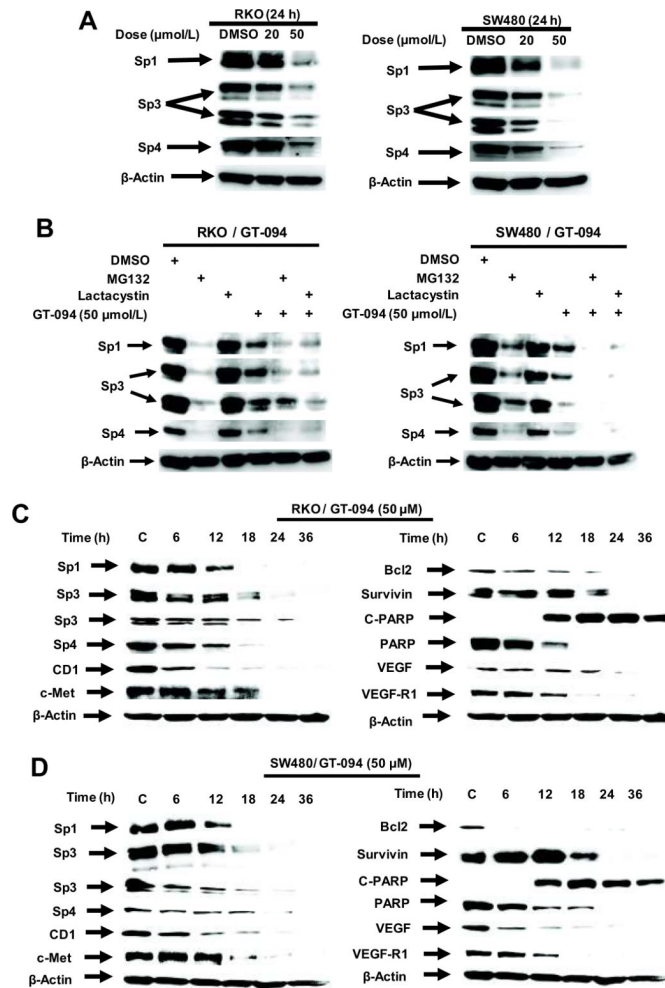 A
RKO (24 h)
Dose (µmol/L) DMSO 20 50
Sp1
Sp3
Sp4
β-Actin
SW480 (24 h)
Dose (µmol/L) DMSO 20 50
Sp1
Sp3
Sp4
β-Actin
B
RKO / GT-094
DMSO +
MG132 + +
Lactacystin + +
GT-094 (50 µmol/L) + + +
Sp1
Sp3
Sp4
β-Actin
SW480 / GT-094
DMSO +
MG132 + +
Lactacystin + +
GT-094 (50 µmol/L) + + +
Sp1
Sp3
Sp4
β-Actin
C
RKO/ GT-094 (50 µM)
Time (h) C 6 12 18 24 36
Sp1
Sp3
Sp3
Sp4
CD1
c-Met
β-Actin
Time (h) C 6 12 18 24 36
Bcl2
Survivin
C-PARP
PARP
VEGF
VEGF-R1
β-Actin
D
SW480/GT-094 (50 µM)
Time (h) C 6 12 18 24 36
Sp1
Sp3
Sp3
Sp4
CD1
c-Met
β-Actin
Time (h) C 6 12 18 24 36
Bcl2
Survivin
C-PARP
PARP
VEGF
VEGF-R1
β-Actin